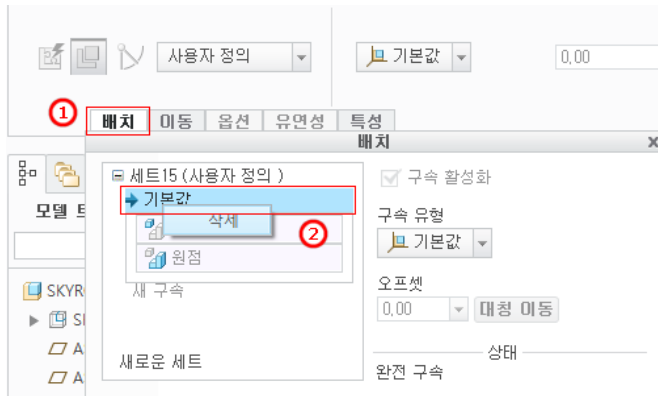 사용자 정의
기본값
0,00
1
배치 이동 옵션 유연성 특성
배치
x
세트15 (사용자 정의 )
기본값
삭제
2
원점
새 구속
새로운 세트
구속 활성화
구속 유형
기본값
오프셋
0,00
대칭 이동
상태
완전 구속
모델 트
SKYR
SI
A
A